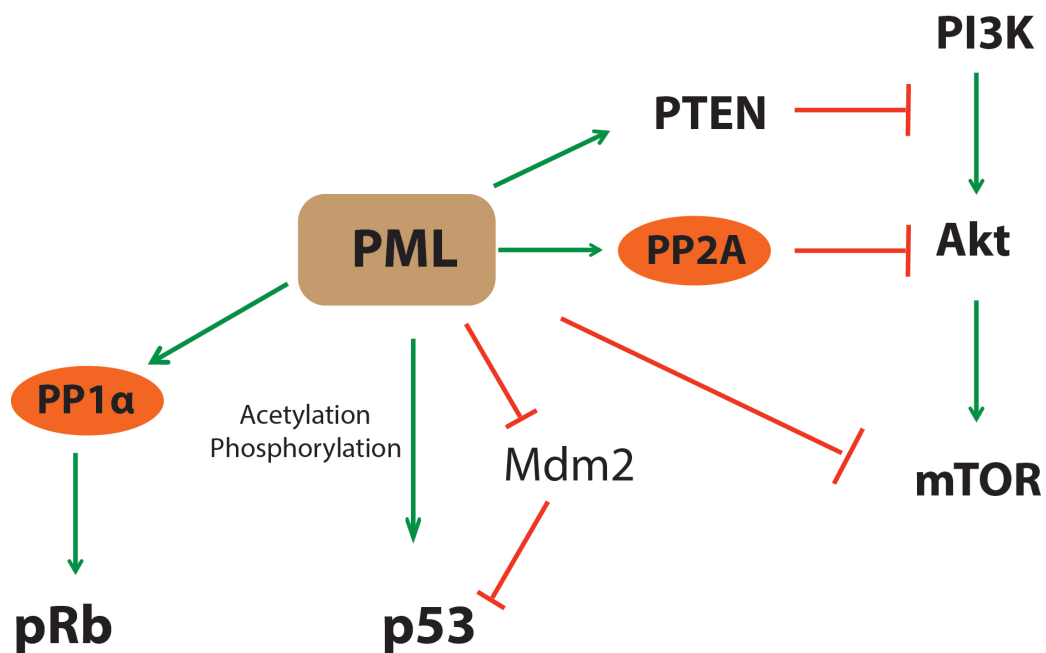 PI3K
PTEN
PML
PP2A
Akt
PP1α
Acetylation
Phosphorylation
Mdm2
mTOR
pRb
p53